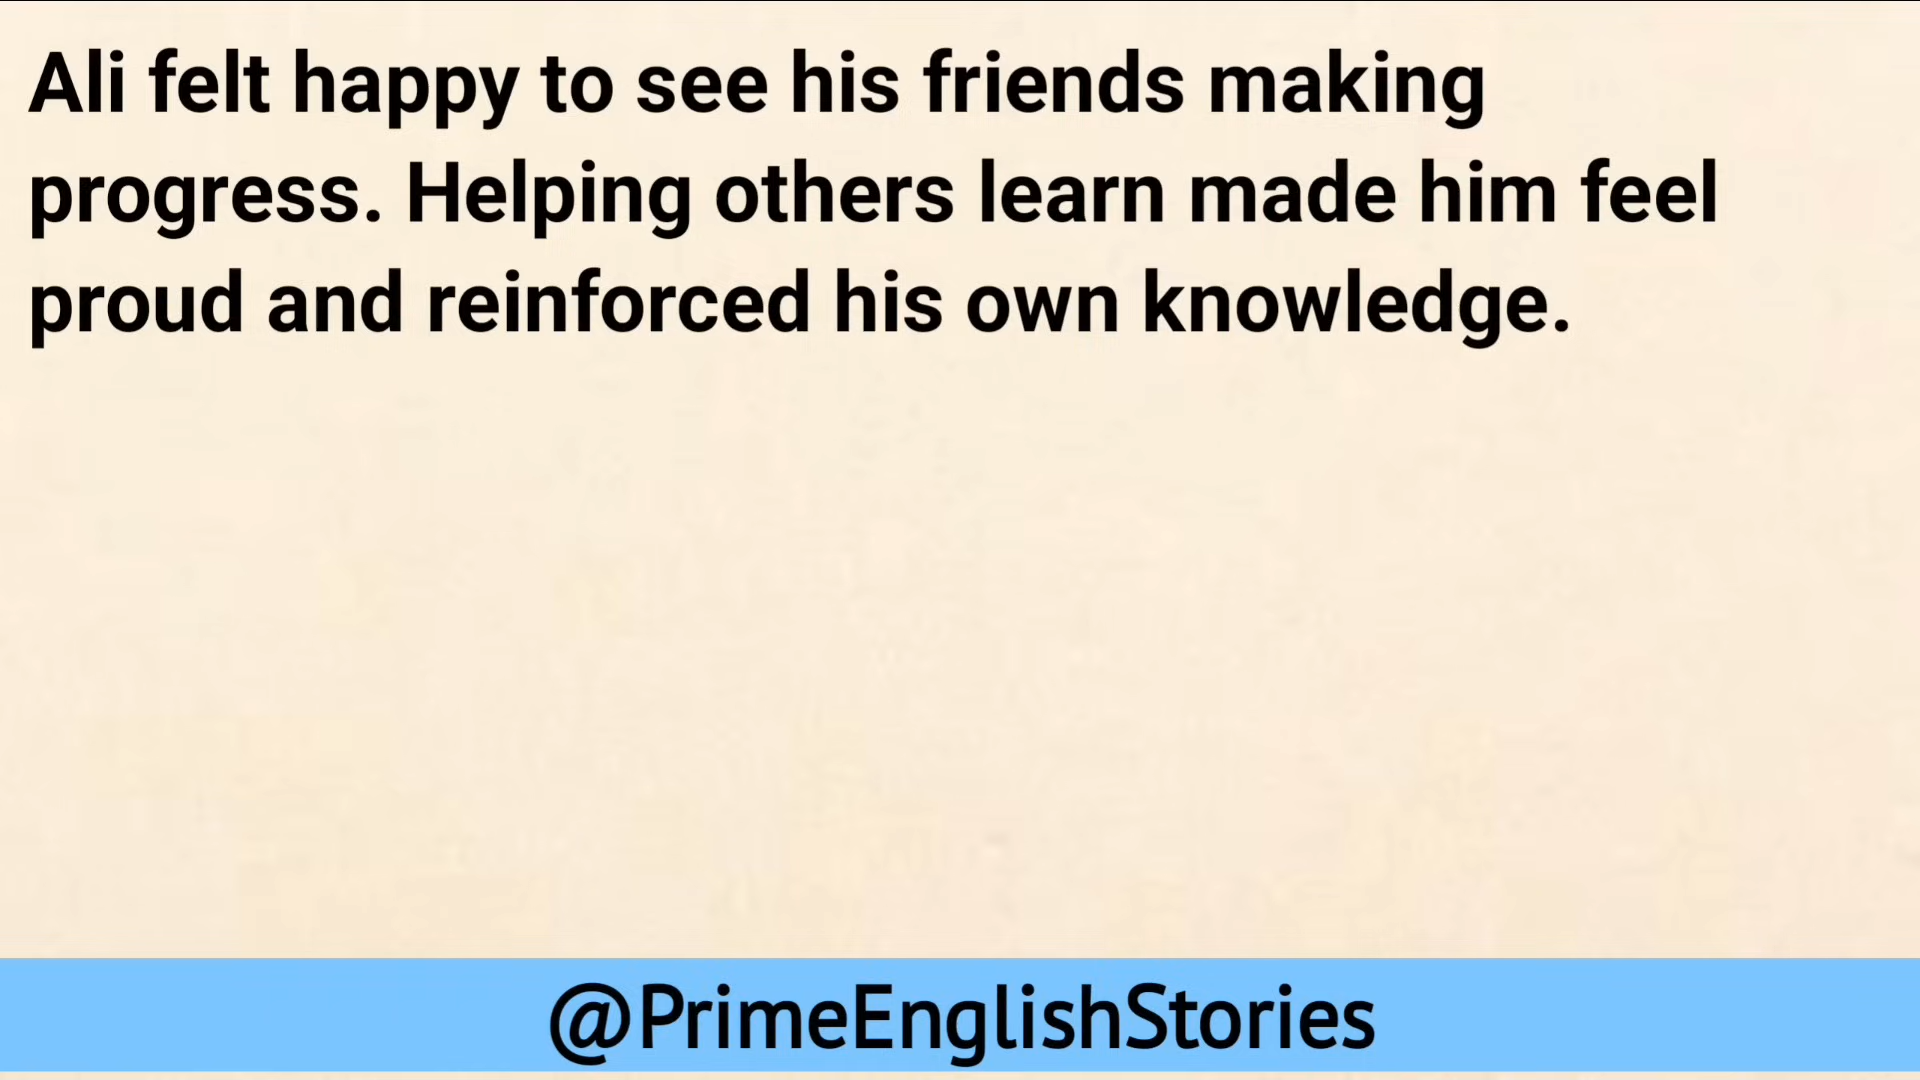 Ali felt happy to see his friends making
progress. Helping others learn made him feel
proud and reinforced his own knowledge.
@PrimeEnglishStories